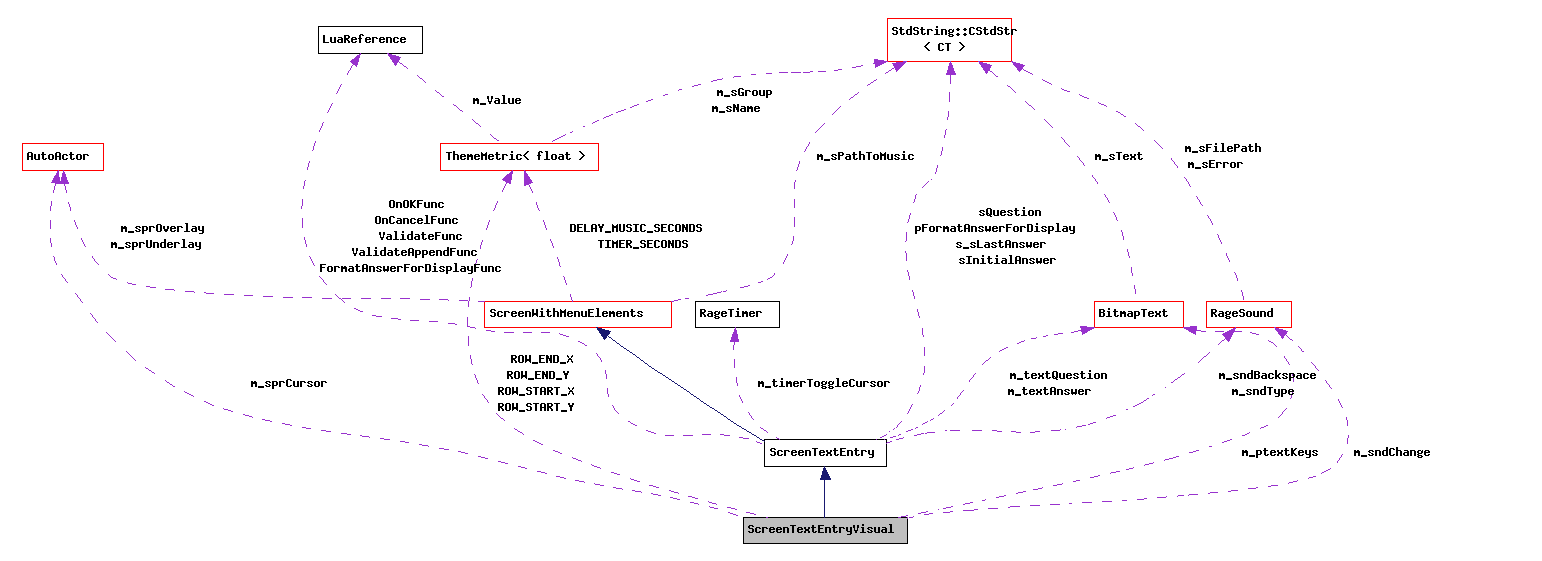 StdString::CStdStr
< CT >
LuaReference
m_Value
m_sGroup
m_sName
AutoActor
ThemeMetric< float >
m_sPathToMusic
m_sText
m_sFilePath
m_sError
m_sprOverlay
m_sprUnderlay
OnOKFunc
OnCancelFunc
ValidateFunc
ValidateAppendFunc
FormatAnswerForDisplayFunc
DELAY_MUSIC_SECONDS
TIMER_SECONDS
sQuestion
pFormatAnswerForDisplay
s_sLastAnswer
sInitialAnswer
ScreenWithMenuElements
RageTimer
BitmapText
RageSound
m_sprCursor
ROW_END_X
ROW_END_Y
ROW_START_X
ROW_START_Y
m_timerToggleCursor
m_textQuestion
m_textAnswer
m_sndBackspace
m_sndType
ScreenTextEntry
m_ptextKeys
m_sndChange
ScreenTextEntryVisual